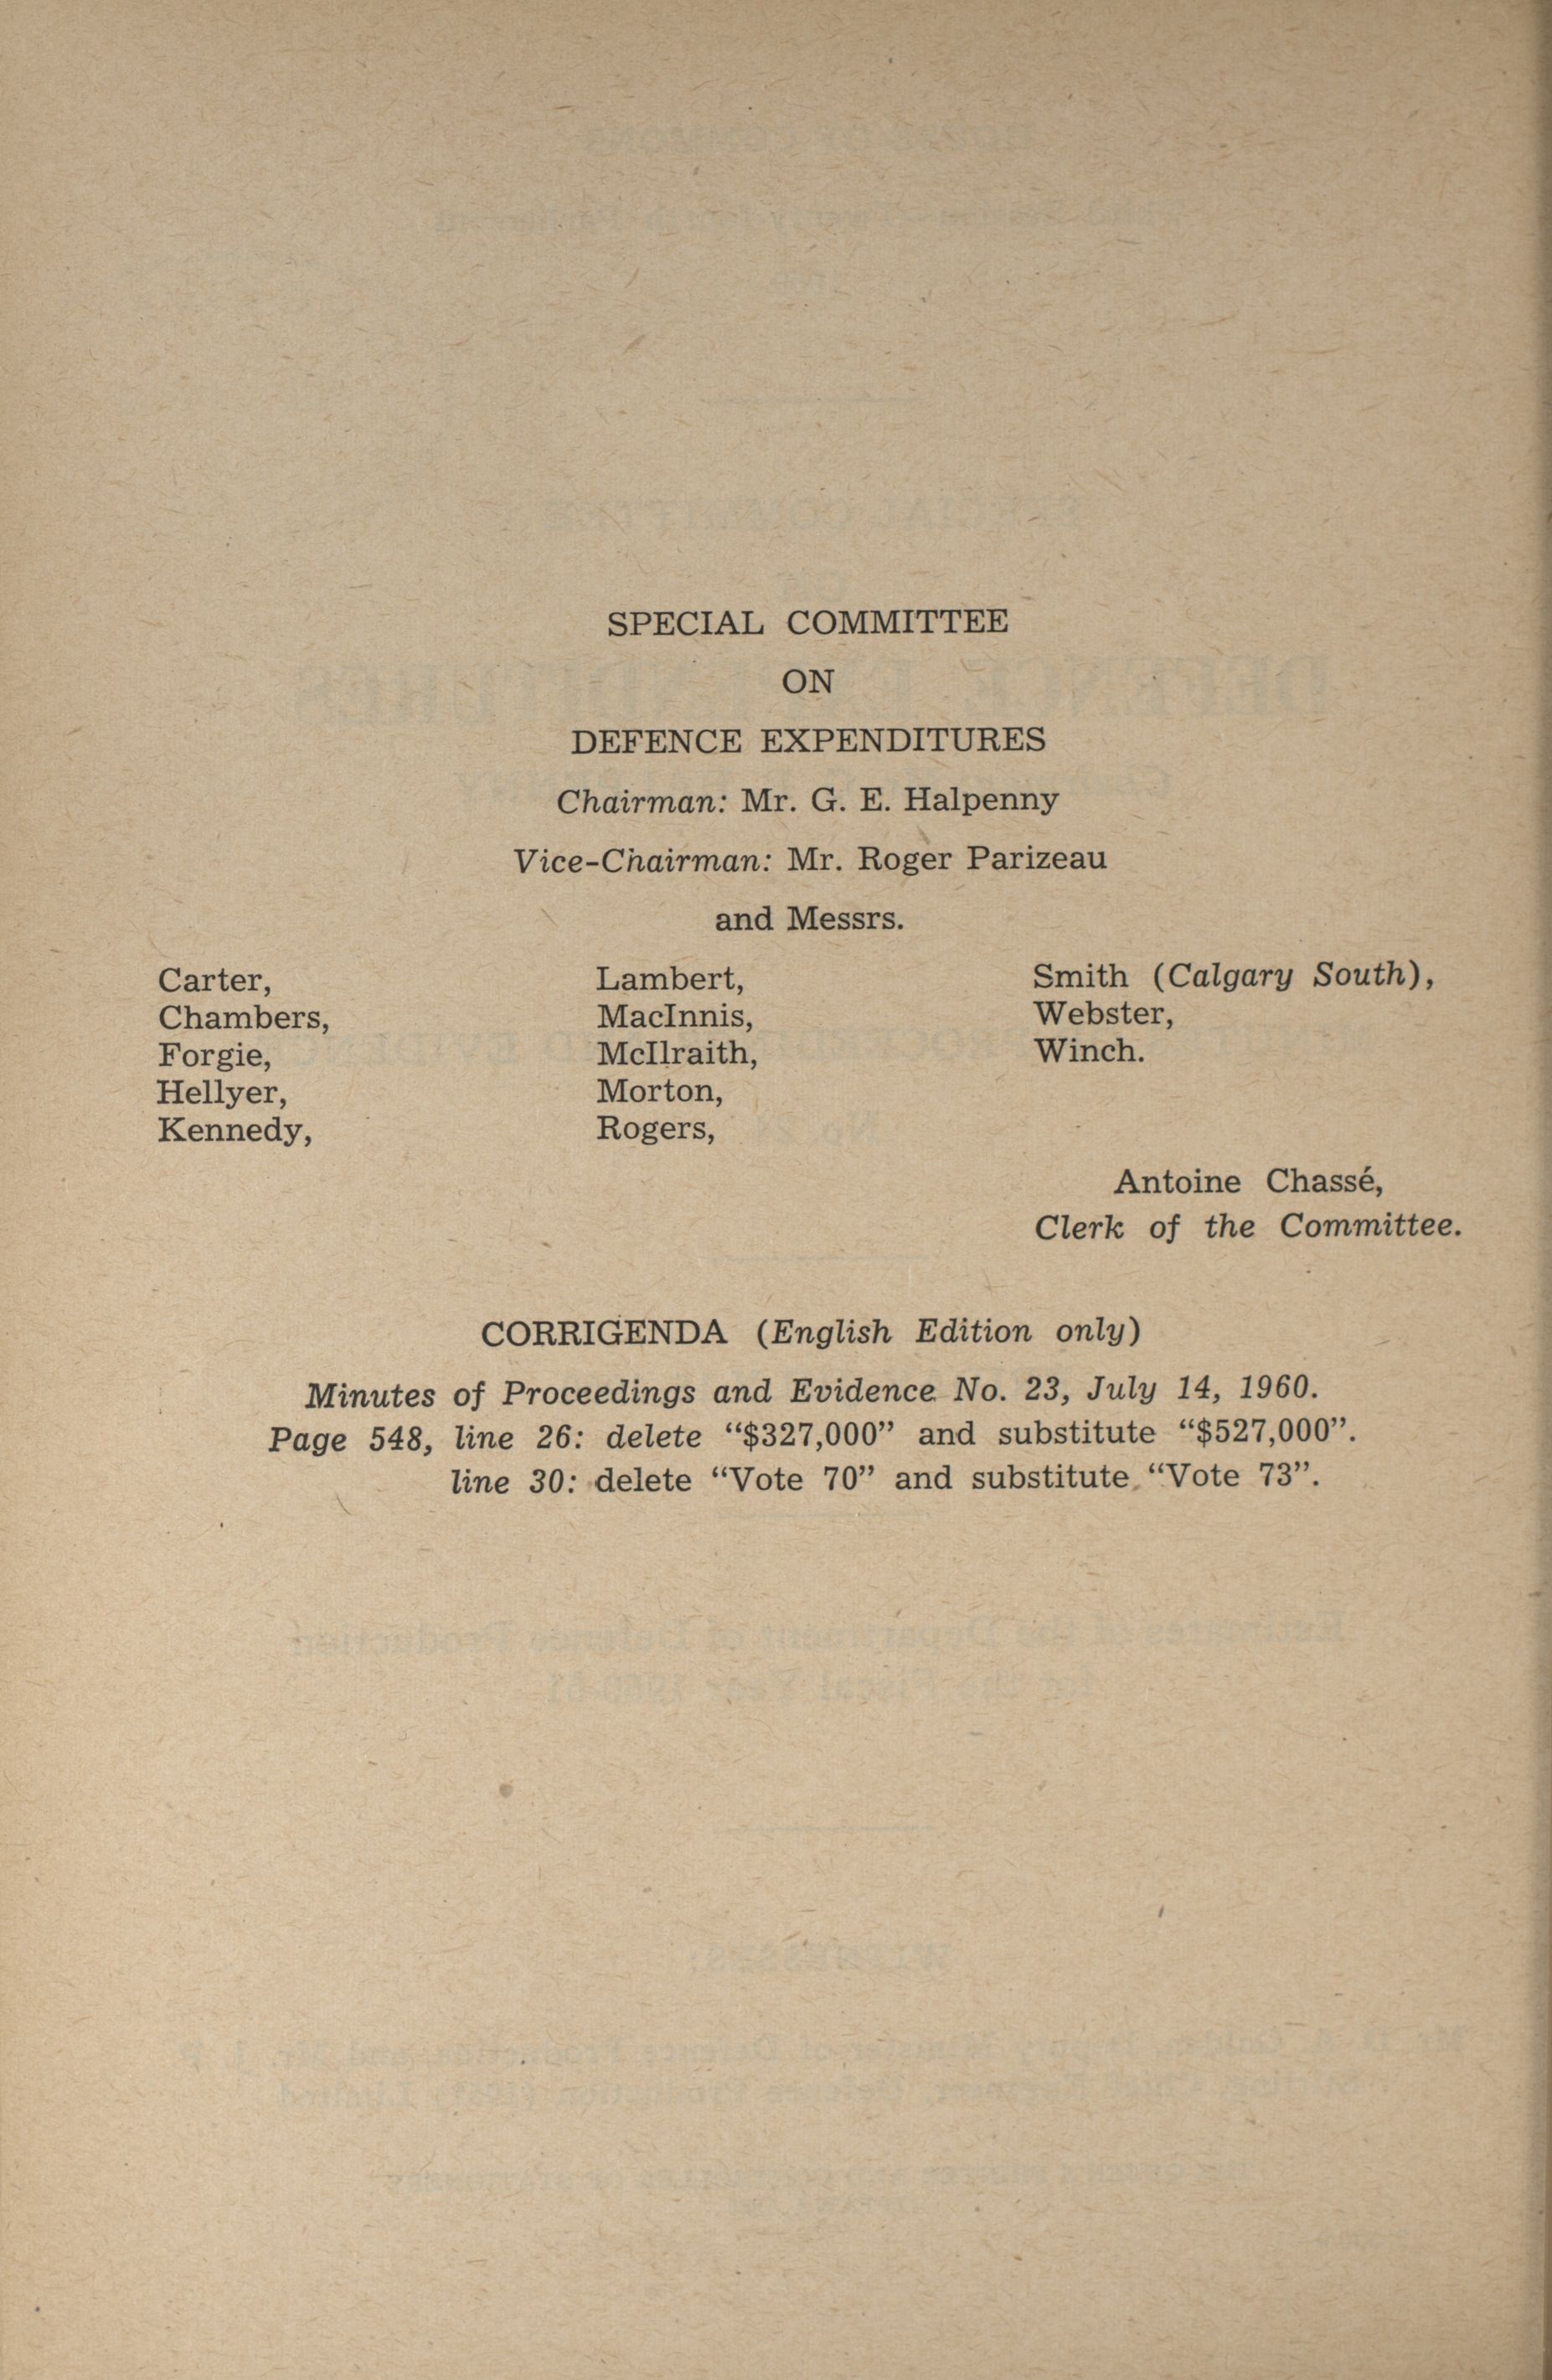 SPECIAL COMMITTEE
ON
DEFENCE EXPENDITURES
Chairman: Mr. G. E. Halpenny
Vice-Chairman: Mr. Roger Parizeau
and Messrs.
Carter,
Chambers,
Forgie,
Hellyer,
Kennedy,
Lambert,
MacInnis,
McIlraith,
Morton,
Rogers,
Smith (Calgary South),
Webster,
Winch.
Antoine Chassé,
Clerk of the Committee.
CORRIGENDA (English Edition only)
Minutes of Proceedings and Evidence No. 23, July 14, 1960.
Page 548, line 26: delete “$327,000” and substitute “$527,000”.
line 30: delete “Vote 70” and substitute “Vote 73”.